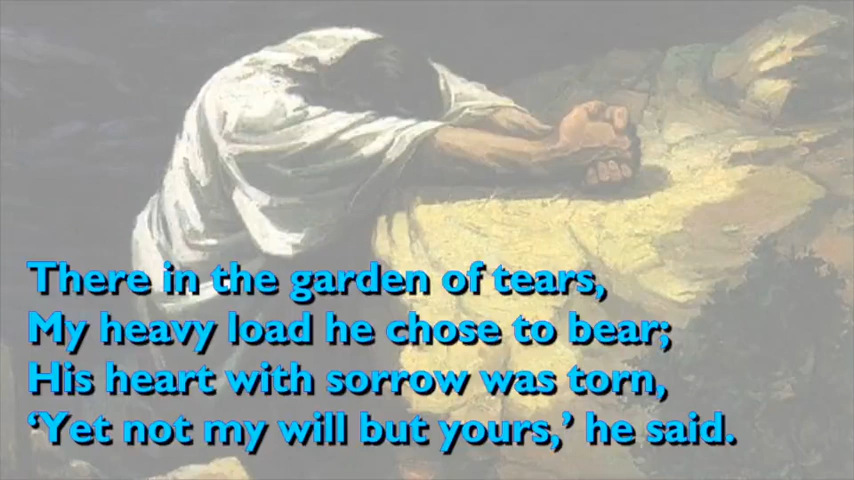 There in the garden of tears,
My heavy load he chose to bear;
His heart with sorrow was torn,
‘Yet not my will but yours,’ he said.